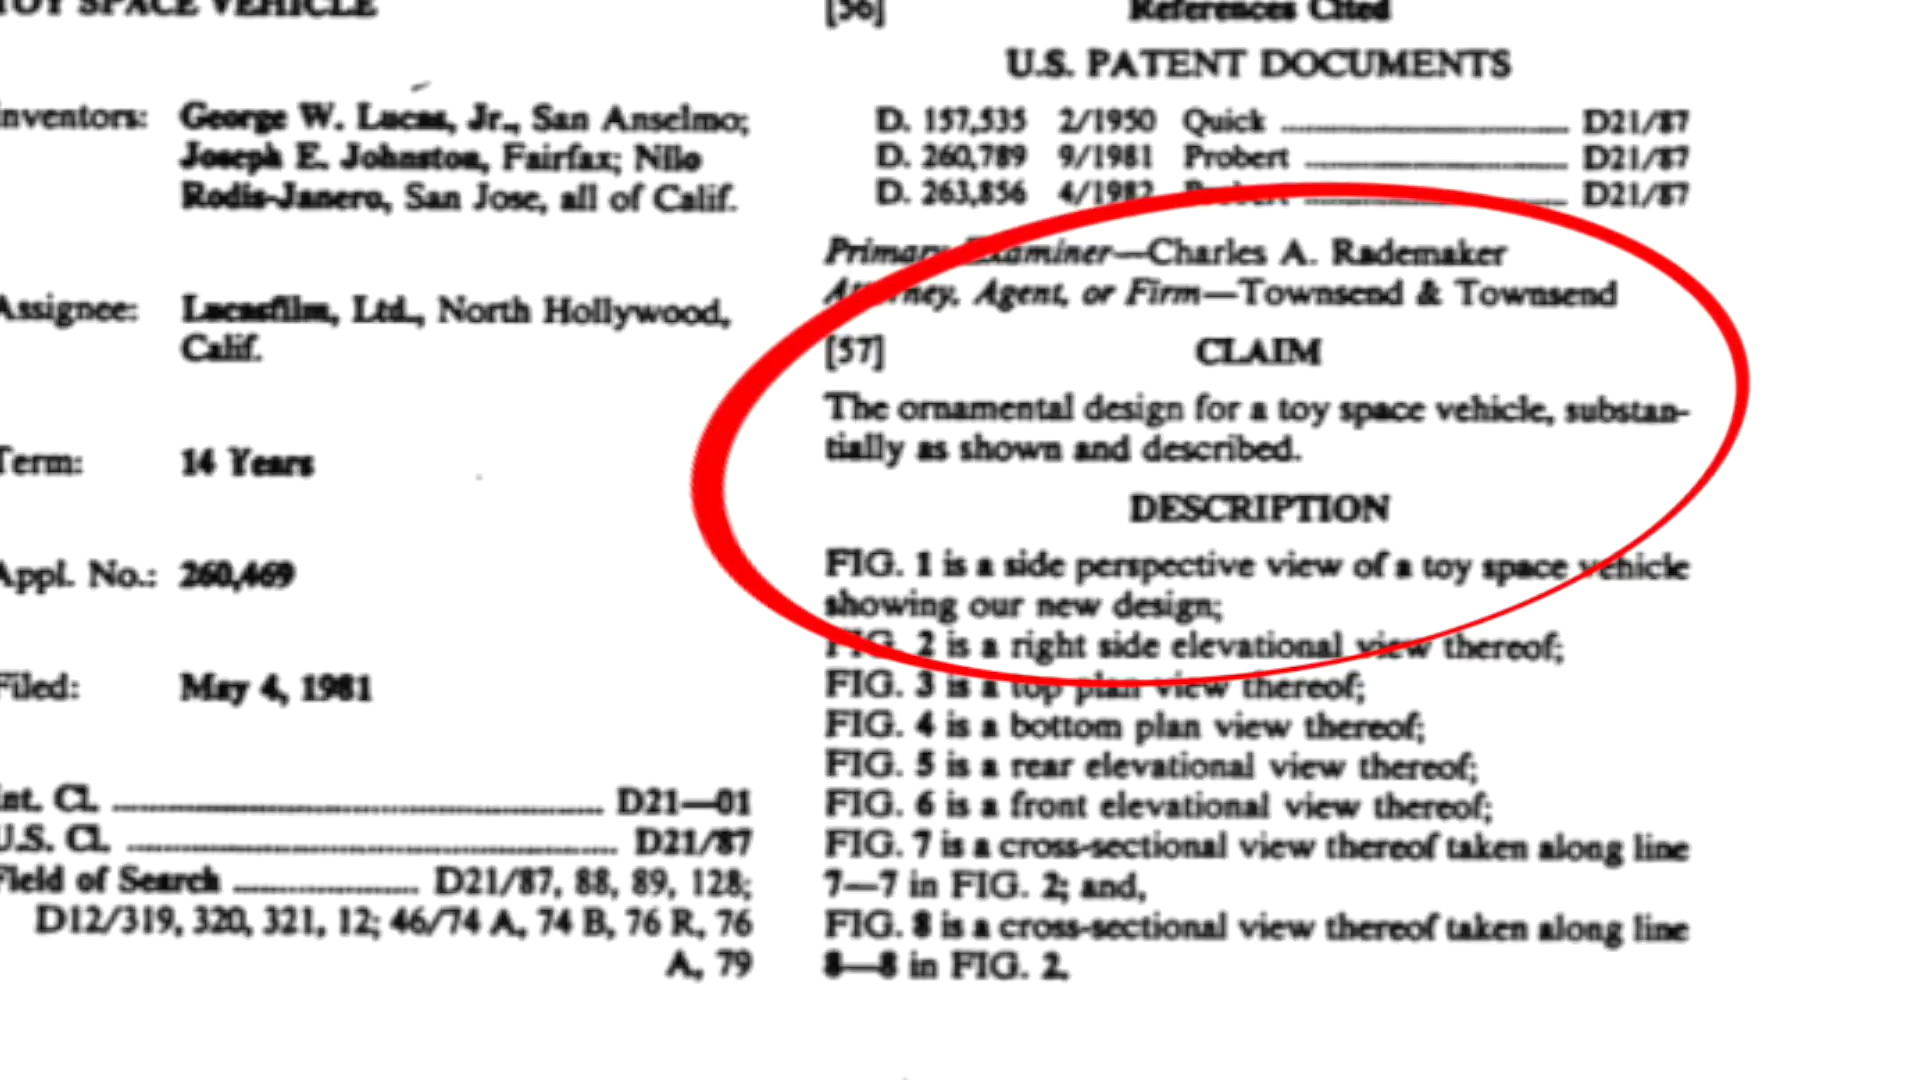 TOY SPACE VEHICLE
Inventors: George W. Lucas, Jr., San Anselmo;
Joseph E. Johnston, Fairfax; Nilo
Rodis-Janero, San Jose, all of Calif.
Assignee: Lucasfilm, Ltd., North Hollywood,
Calif.
Term: 14 Years
Appl. No.: 260,469
Filed: May 4, 1981
Int. Cl. D21—01
U.S. Cl. D21/87
Field of Search D21/87, 88, 89, 128;
D12/319, 320, 321, 12; 46/74 A, 74 B, 76 R, 76
A, 79
[56] References Cited
U.S. PATENT DOCUMENTS
D. 157,535 2/1950 Quick D21/87
D. 260,789 9/1981 Probert D21/87
D. 263,856 4/1982 Probert D21/87
Primary Examiner—Charles A. Rademaker
Attorney, Agent, or Firm—Townsend & Townsend
[57] CLAIM
The ornamental design for a toy space vehicle, substan-
tially as shown and described.
DESCRIPTION
FIG. 1 is a side perspective view of a toy space vehicle
showing our new design;
FIG. 2 is a right side elevational view thereof;
FIG. 3 is a top plan view thereof;
FIG. 4 is a bottom plan view thereof;
FIG. 5 is a rear elevational view thereof;
FIG. 6 is a front elevational view thereof;
FIG. 7 is a cross-sectional view thereof taken along line
7—7 in FIG. 2; and,
FIG. 8 is a cross-sectional view thereof taken along line
8—8 in FIG. 2.